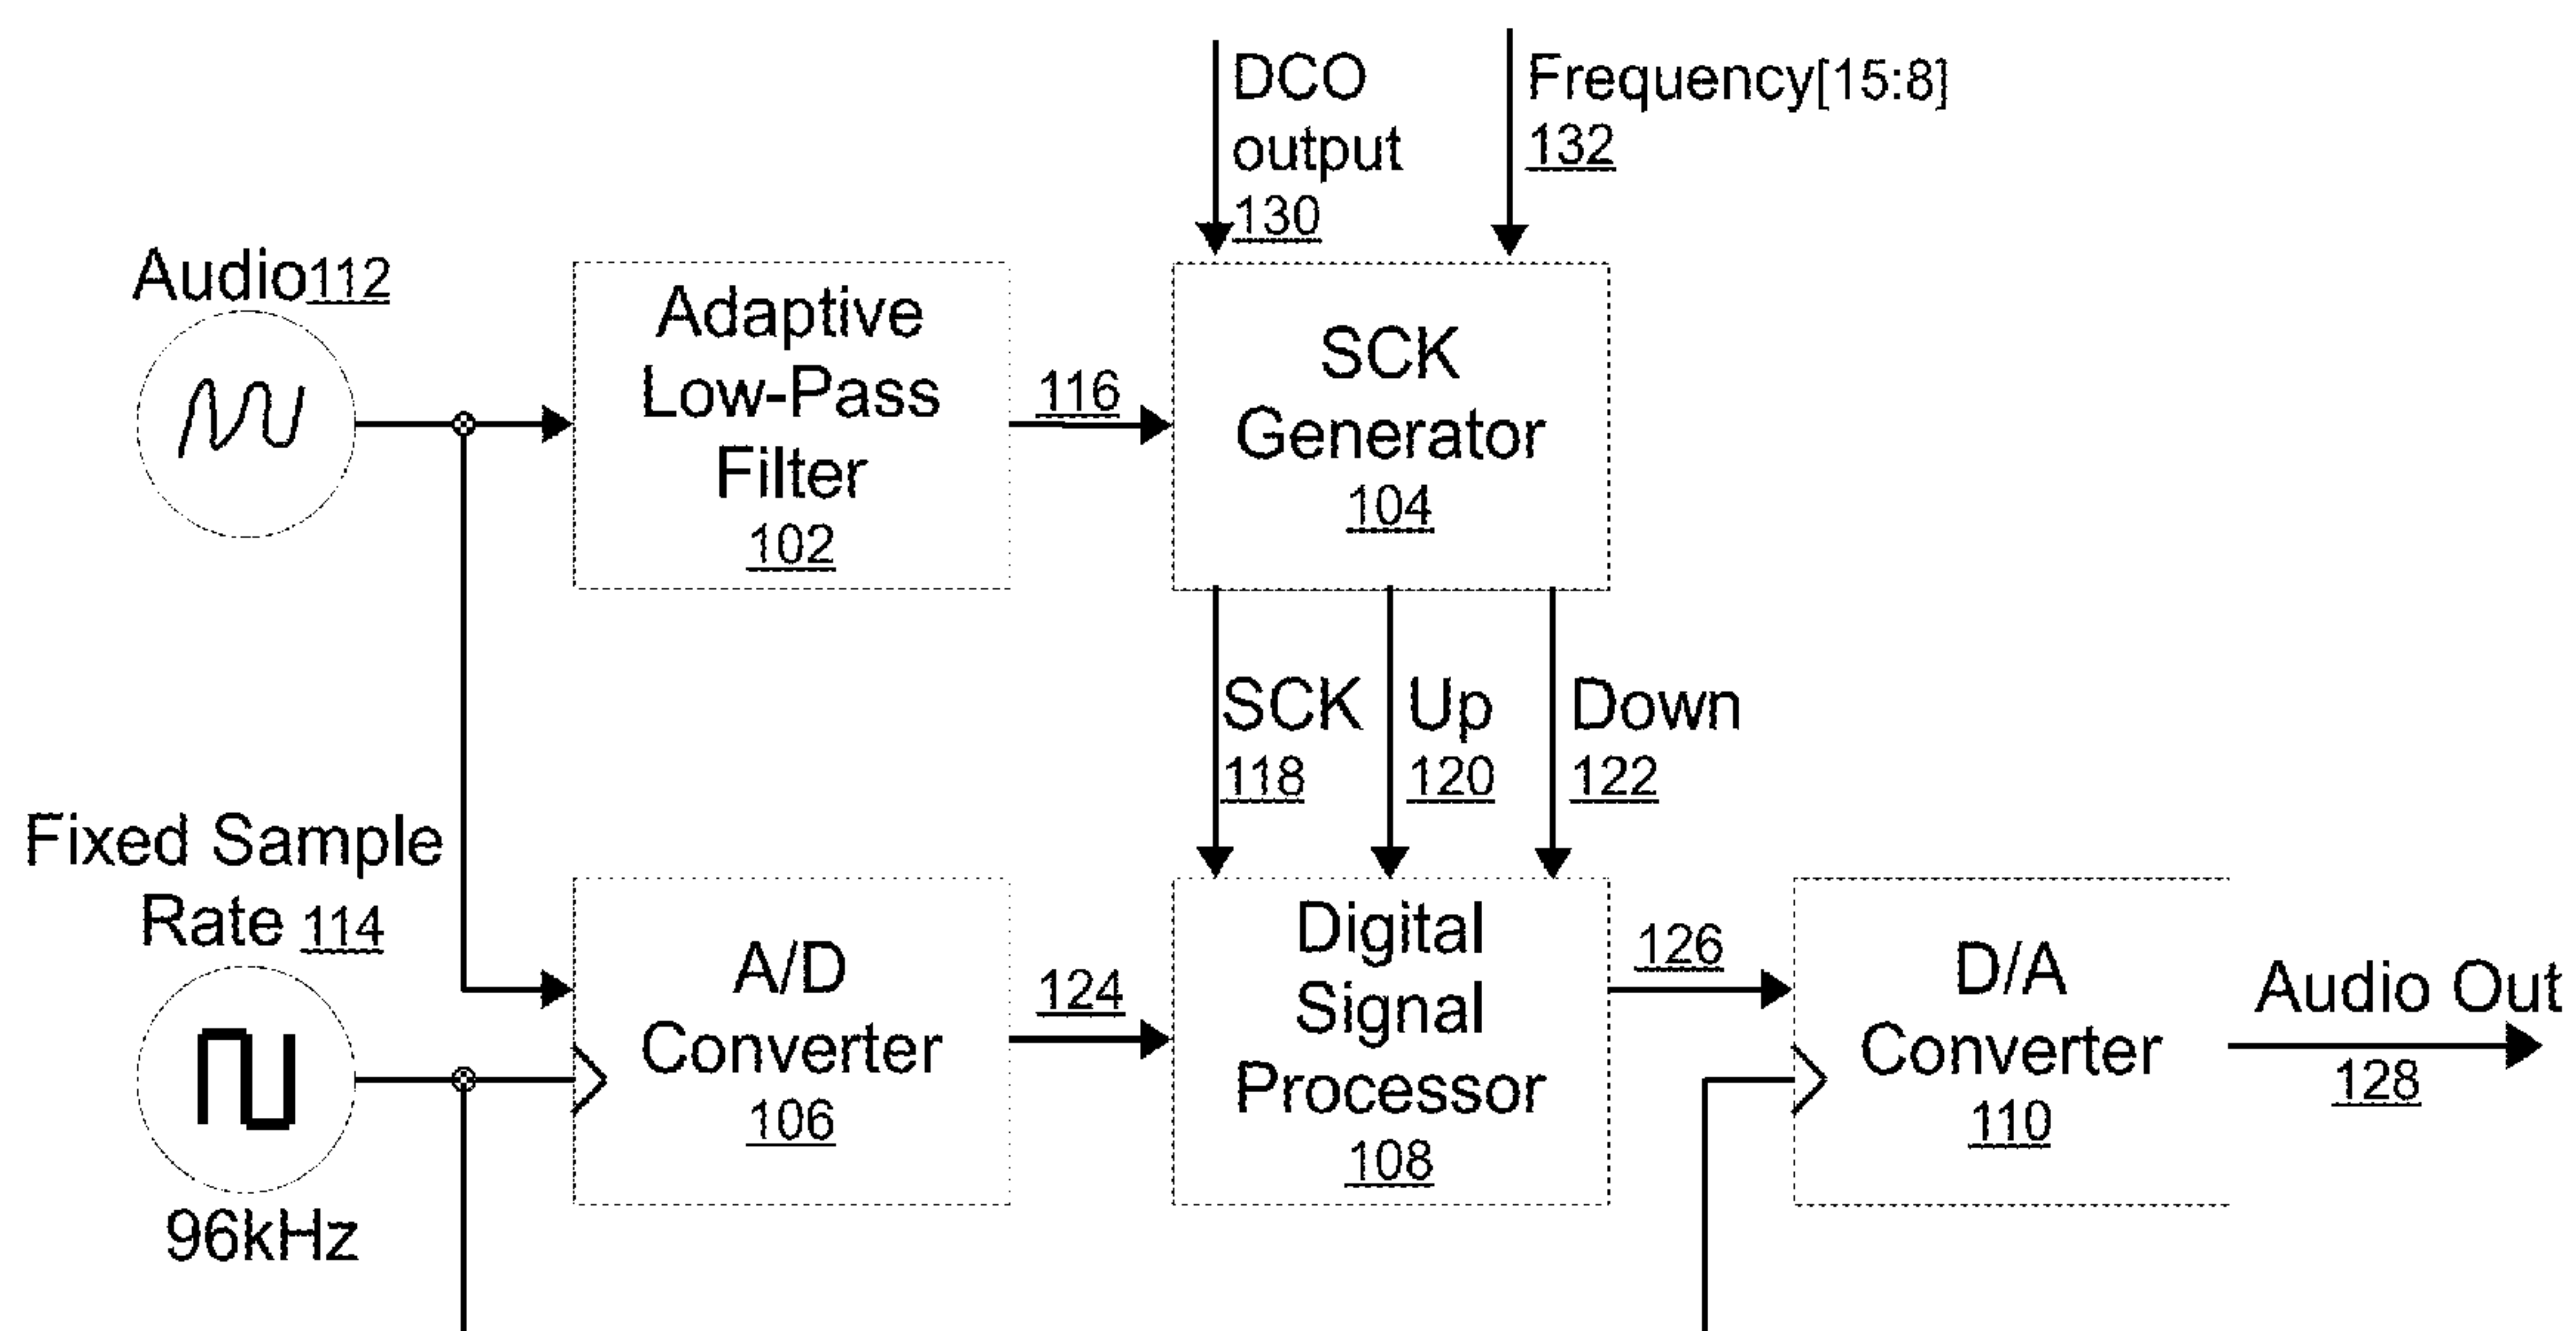 DCO
output
130
Frequency[15:8]
132
Audio112
Adaptive
Low-Pass
Filter
102
116
SCK
Generator
104
SCK
118
Up
120
Down
122
Fixed Sample
Rate 114
96kHz
A/D
Converter
106
124
Digital
Signal
Processor
108
126
D/A
Converter
110
Audio Out
128